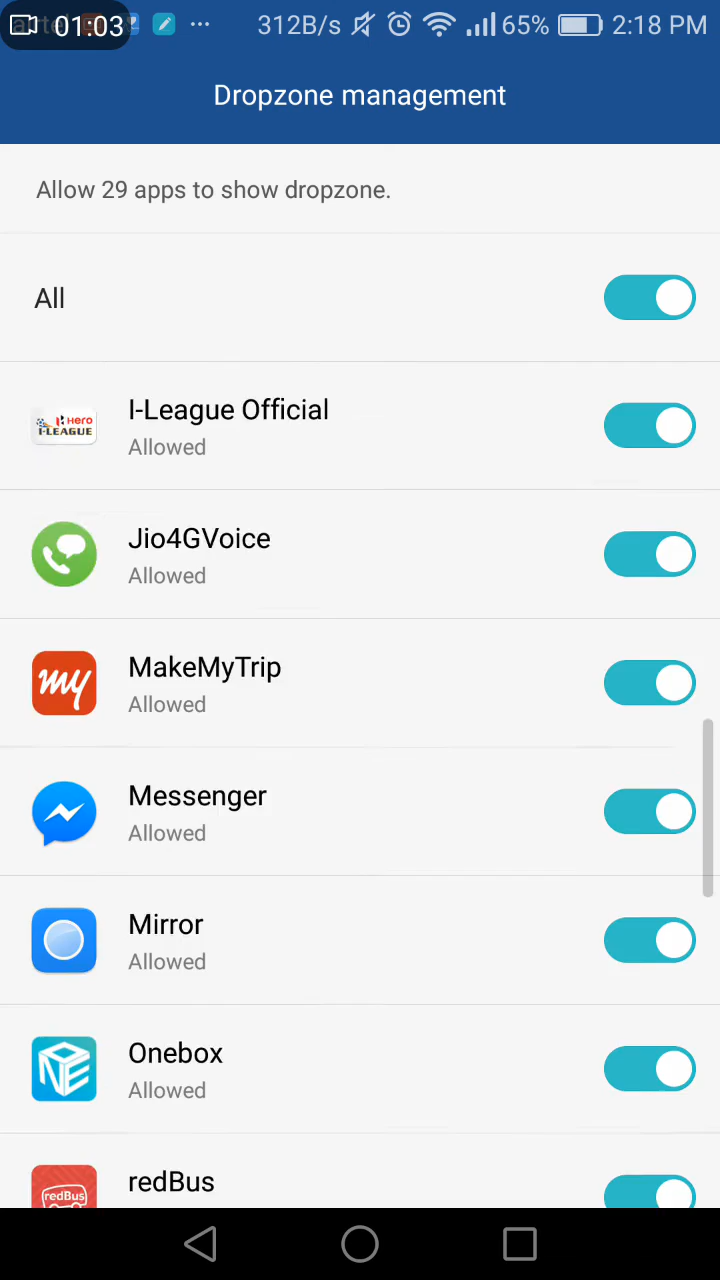 01:03 312B/s 65% 2:18 PM
Dropzone management
Allow 29 apps to show dropzone.
All
I-League Official
Hero
I-LEAGUE
Allowed
Jio4GVoice
Allowed
MakeMyTrip
my
Allowed
Messenger
Allowed
Mirror
Allowed
Onebox
ONE
Allowed
redBus
redBus